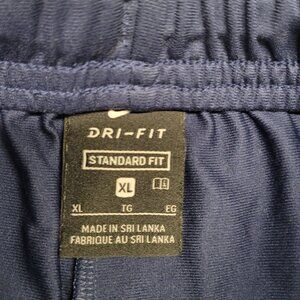 DRI-FIT
STANDARD FIT
XL
XL TG EG
MADE IN SRI LANKA
FABRIQUE AU SRI LANKA